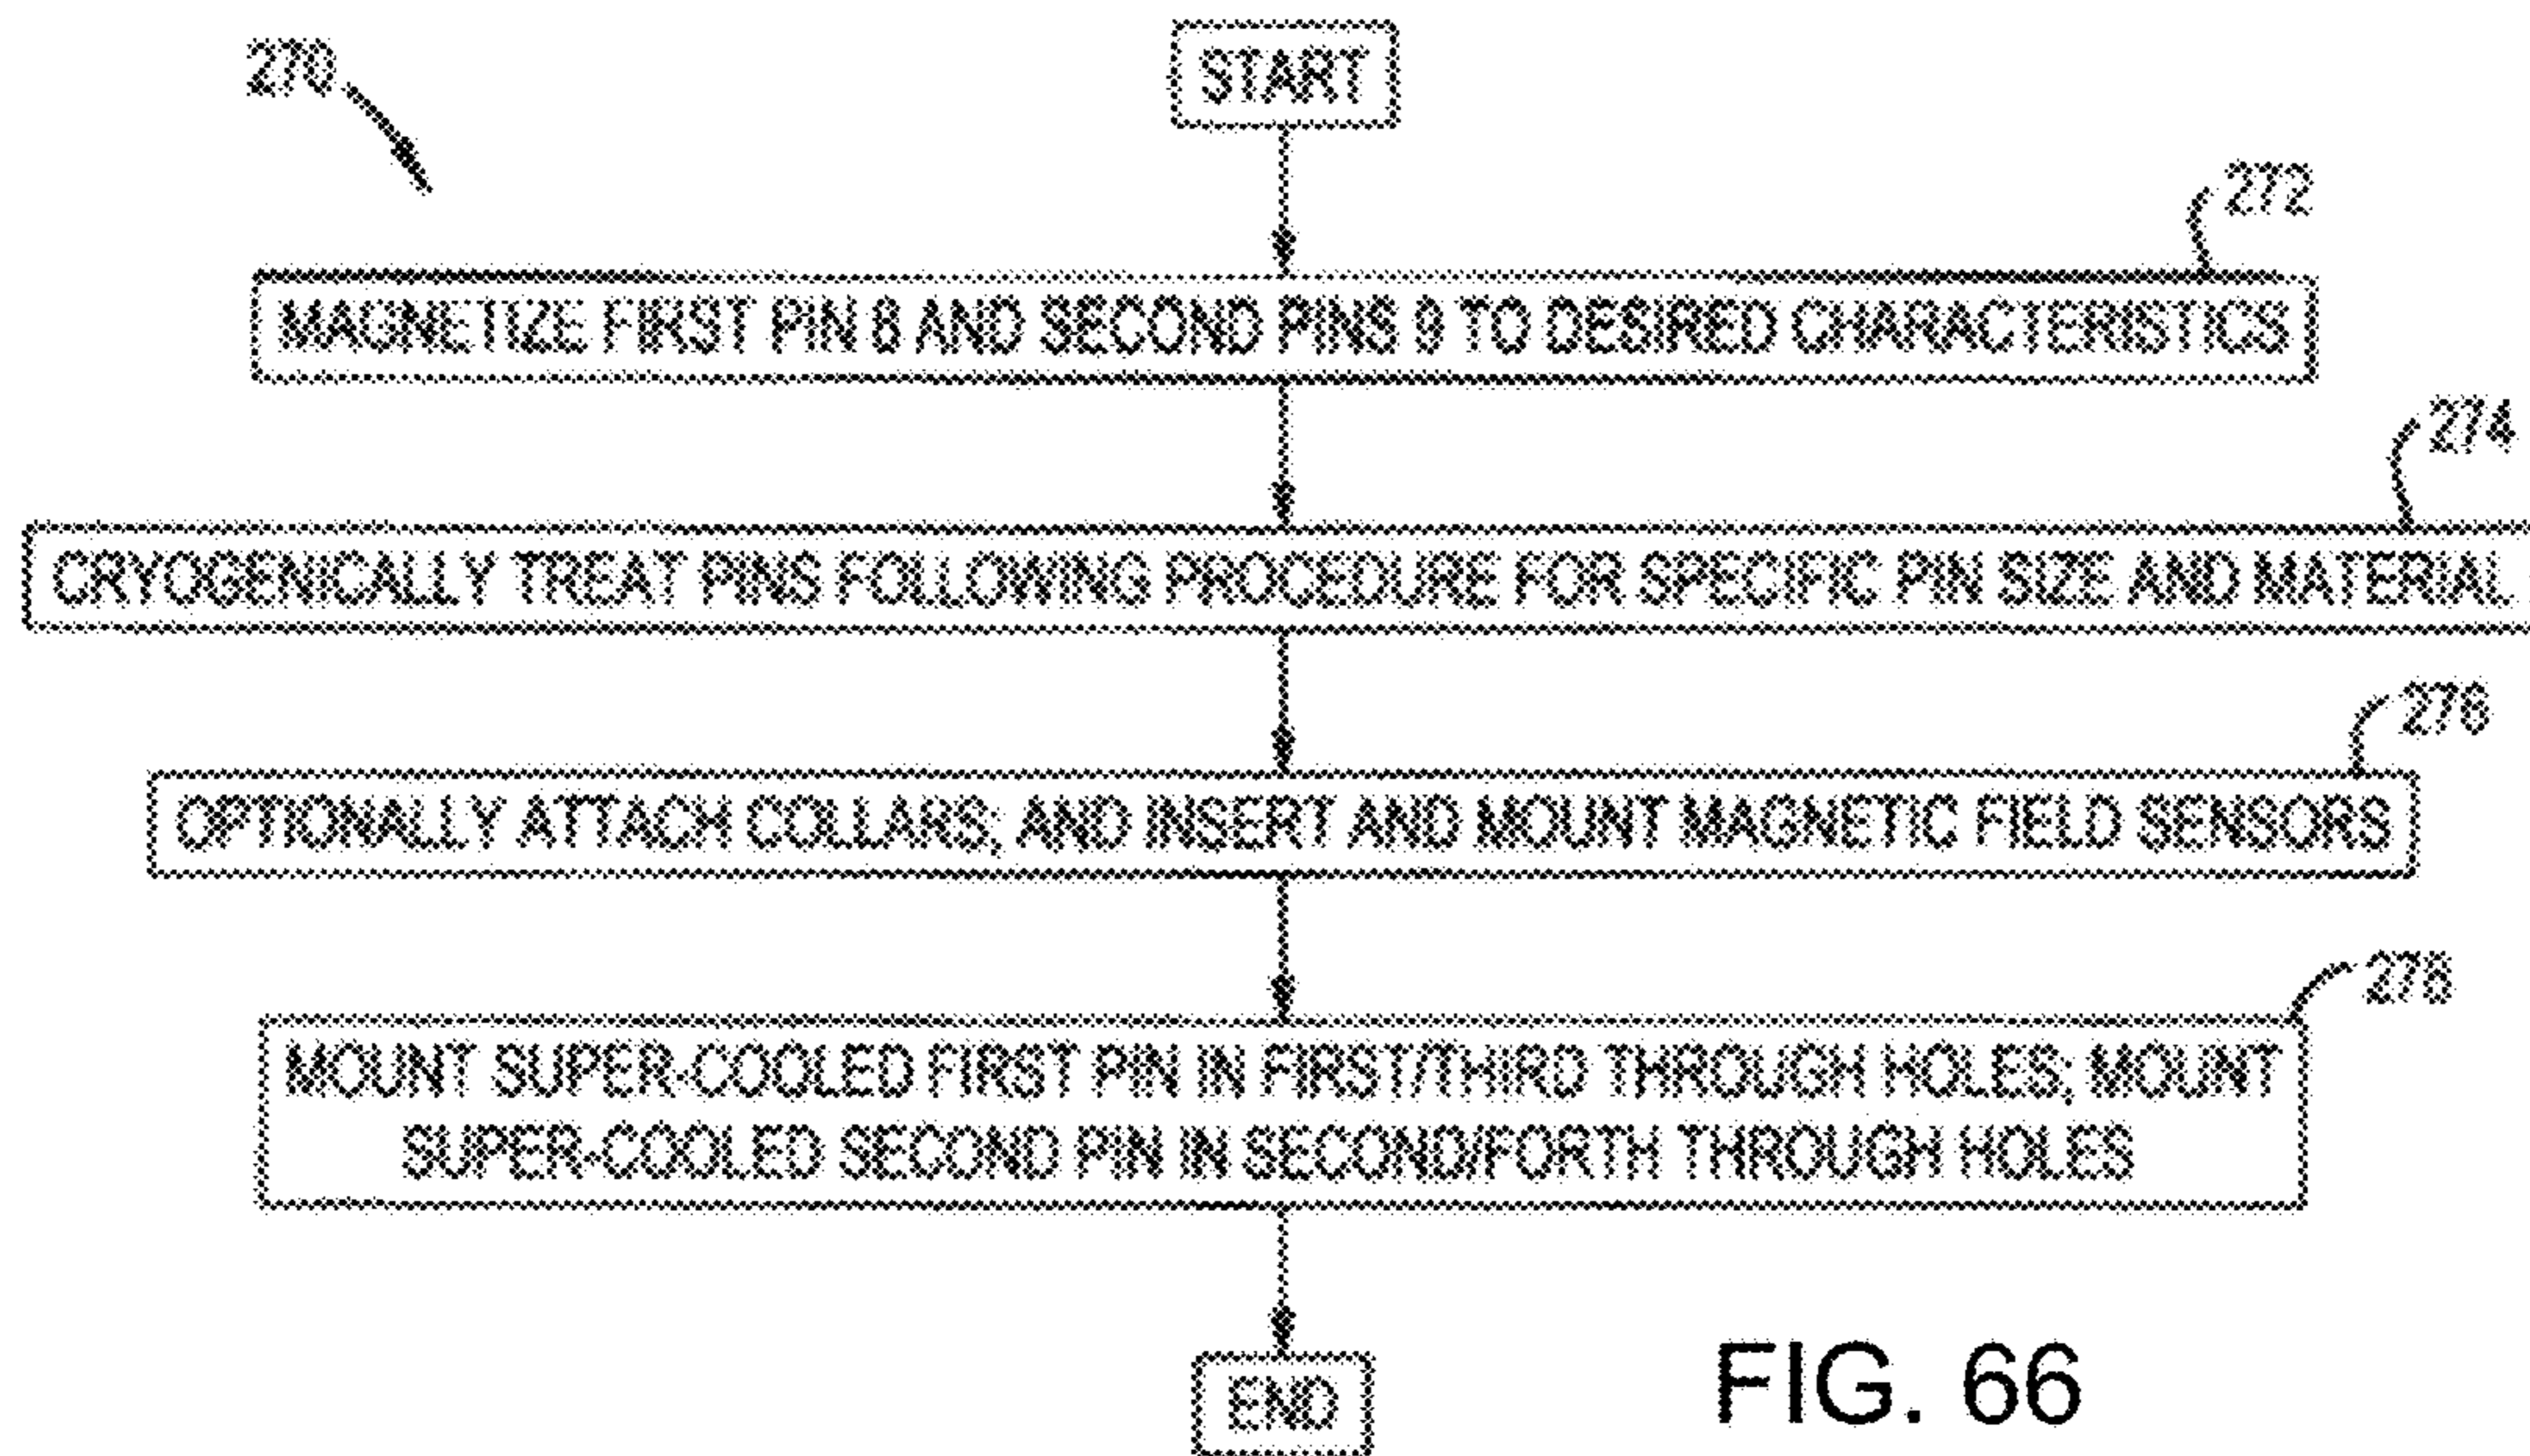 270
START
272
MAGNETIZE FIRST PIN 8 AND SECOND PINS 9 TO DESIRED CHARACTERISTICS
274
CRYOGENICALLY TREAT PINS FOLLOWING PROCEDURE FOR SPECIFIC PIN SIZE AND MATERIAL
276
OPTIONALLY ATTACH COLLARS; AND INSERT AND MOUNT MAGNETIC FIELD SENSORS
278
MOUNT SUPER-COOLED FIRST PIN IN FIRST/THIRD THROUGH HOLES; MOUNT
SUPER-COOLED SECOND PIN IN SECOND/FORTH THROUGH HOLES
END
FIG. 66